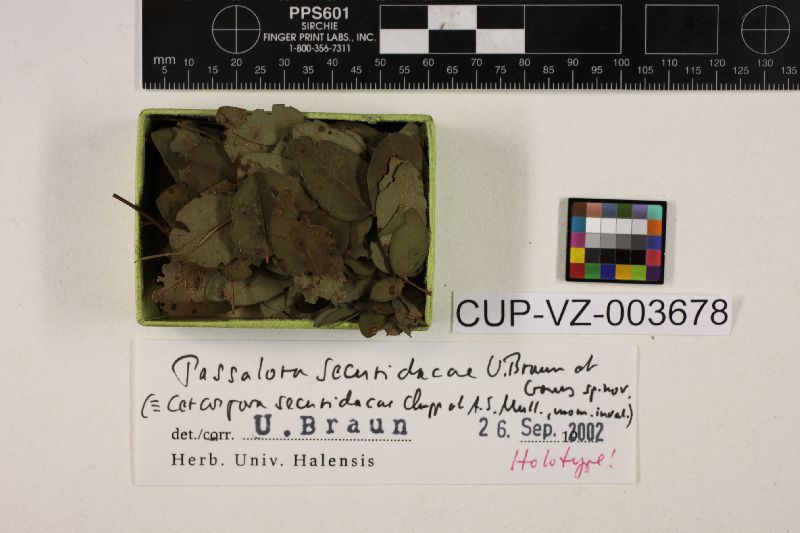 PPS601
SIRCHIE
FINGER PRINT LABS., INC.
1-800-356-7311
mm
5 10 15 20 25 30 35 40 45 50 55 60 65 70 75 80 85 90 95 100 105 110 115 120 125 130 135
CUP-VZ-003678
Passalora securidacae U. Braun et
Crous sp. nov.
(≡ Cercospora securidacae Chupp et A.S. Mull., nom. inval.)
det./corr. U. Braun 26. Sep. 2002
Herb. Univ. Halensis
Holotype!